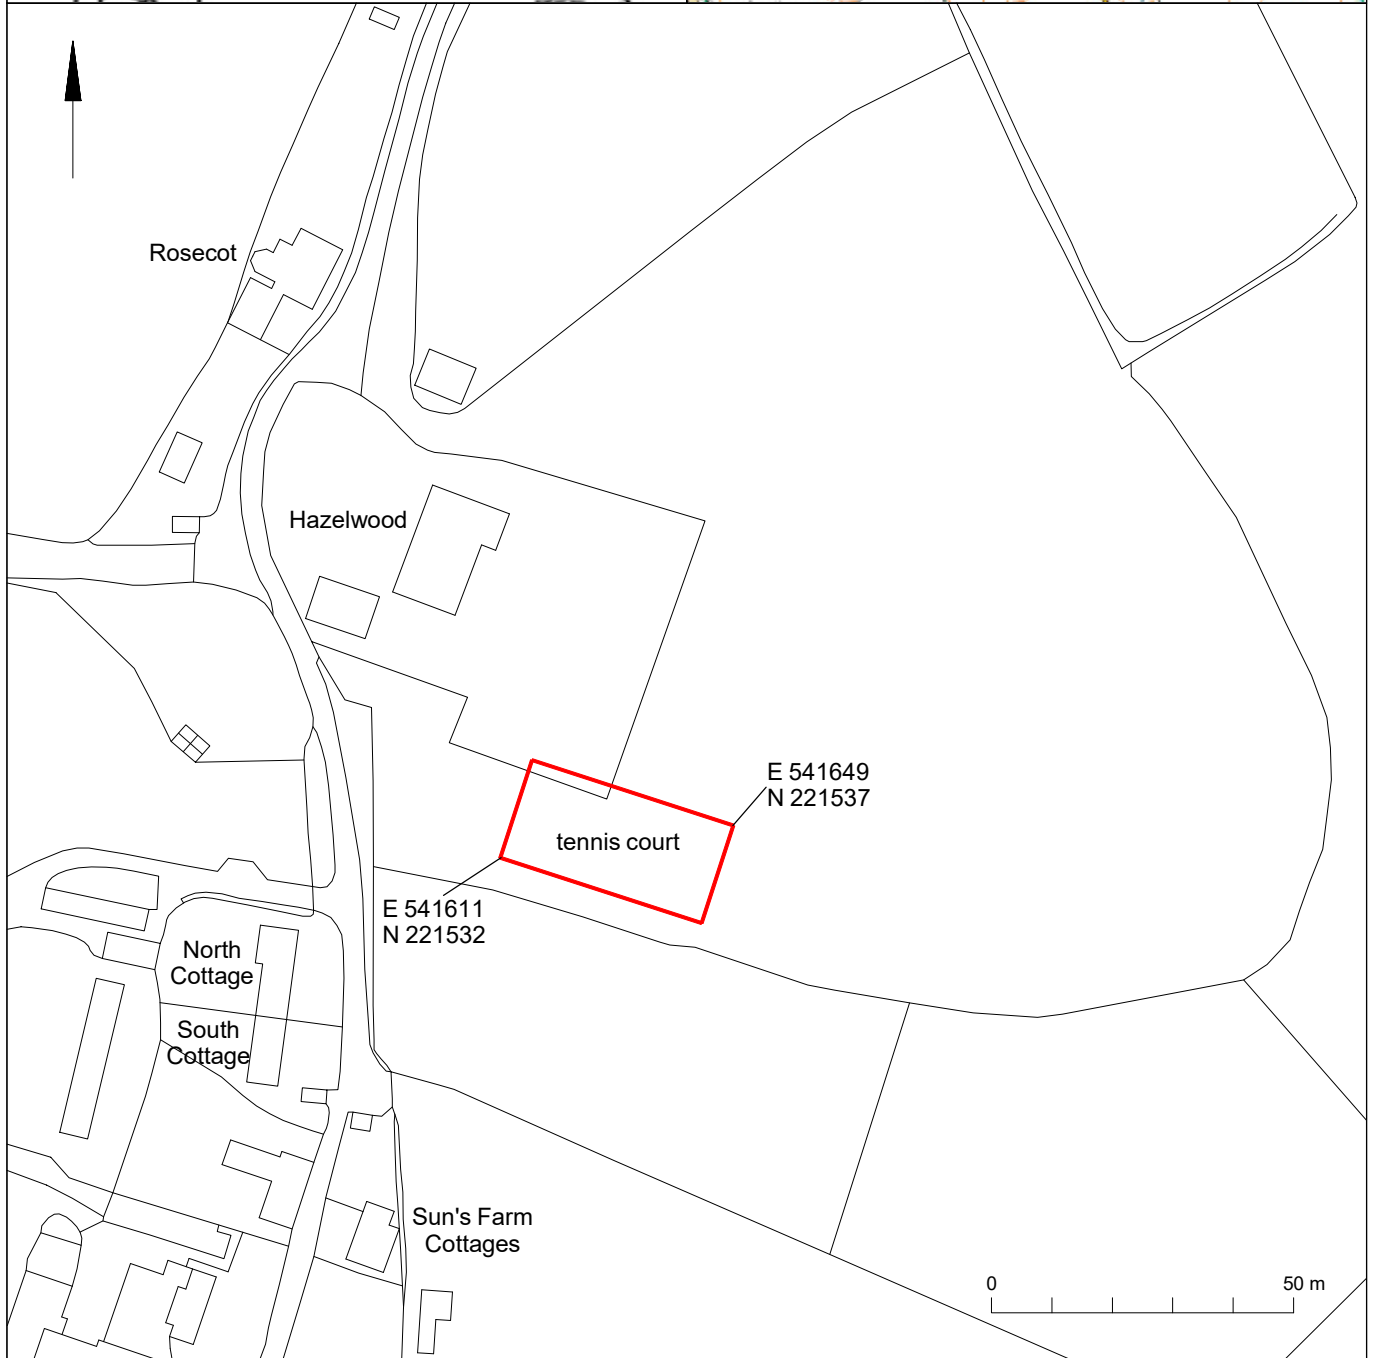 Rosecot
Hazelwood
E 541649
N 221537
tennis court
E 541611
N 221532
North
Cottage
South
Cottage
Sun's Farm
Cottages
0 50 m